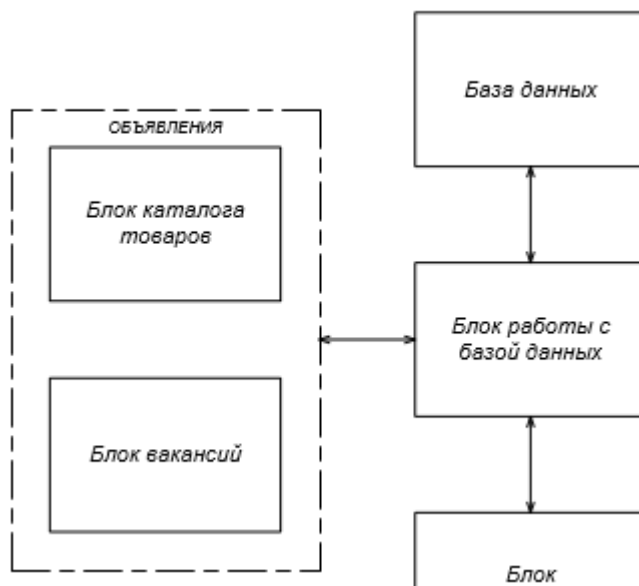 База данных
ОБЪЯВЛЕНИЯ
Блок каталога
товаров
Блок работы с
базой данных
Блок вакансий
Блок